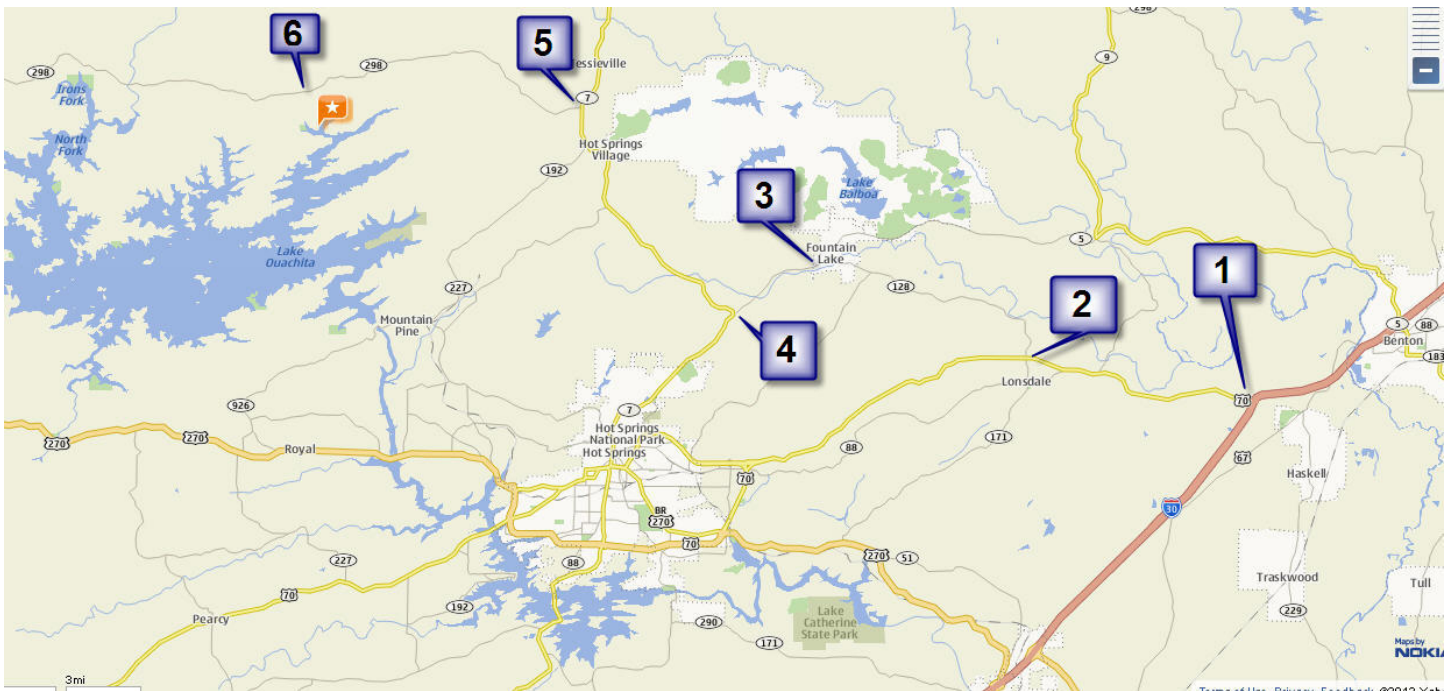 6
5
298
298
298
Jessieville
9
Irons
Fork
7
North
Fork
Hot Springs
Village
192
3
Lake
Balboa
Fountain
Lake
5
1
Lake
Ouachita
227
128
2
Mountain
Pine
4
5
88
Benton
183
Lonsdale
70
926
7
Hot Springs
National Park
Hot Springs
270
270
Royal
88
171
67
Haskell
70
30
BR
270
70
270
51
227
88
Traskwood
Tull
70
192
229
Pearcy
290
Lake
Catherine
State Park
171
Maps by
NOKIA
3mi